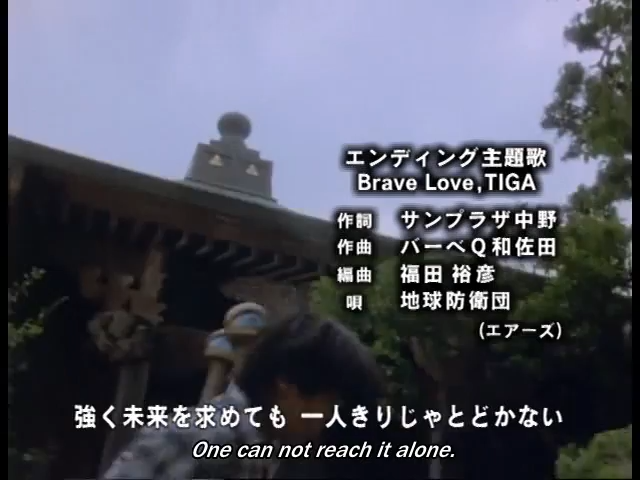 エンディング主題歌
Brave Love,TIGA
作詞 サンプラザ中野
作曲 バーベQ和佐田
編曲 福田 裕彦
唄 地球防衛団
(エアーズ)
強く未来を求めても 一人きりじゃとどかない
One can not reach it alone.